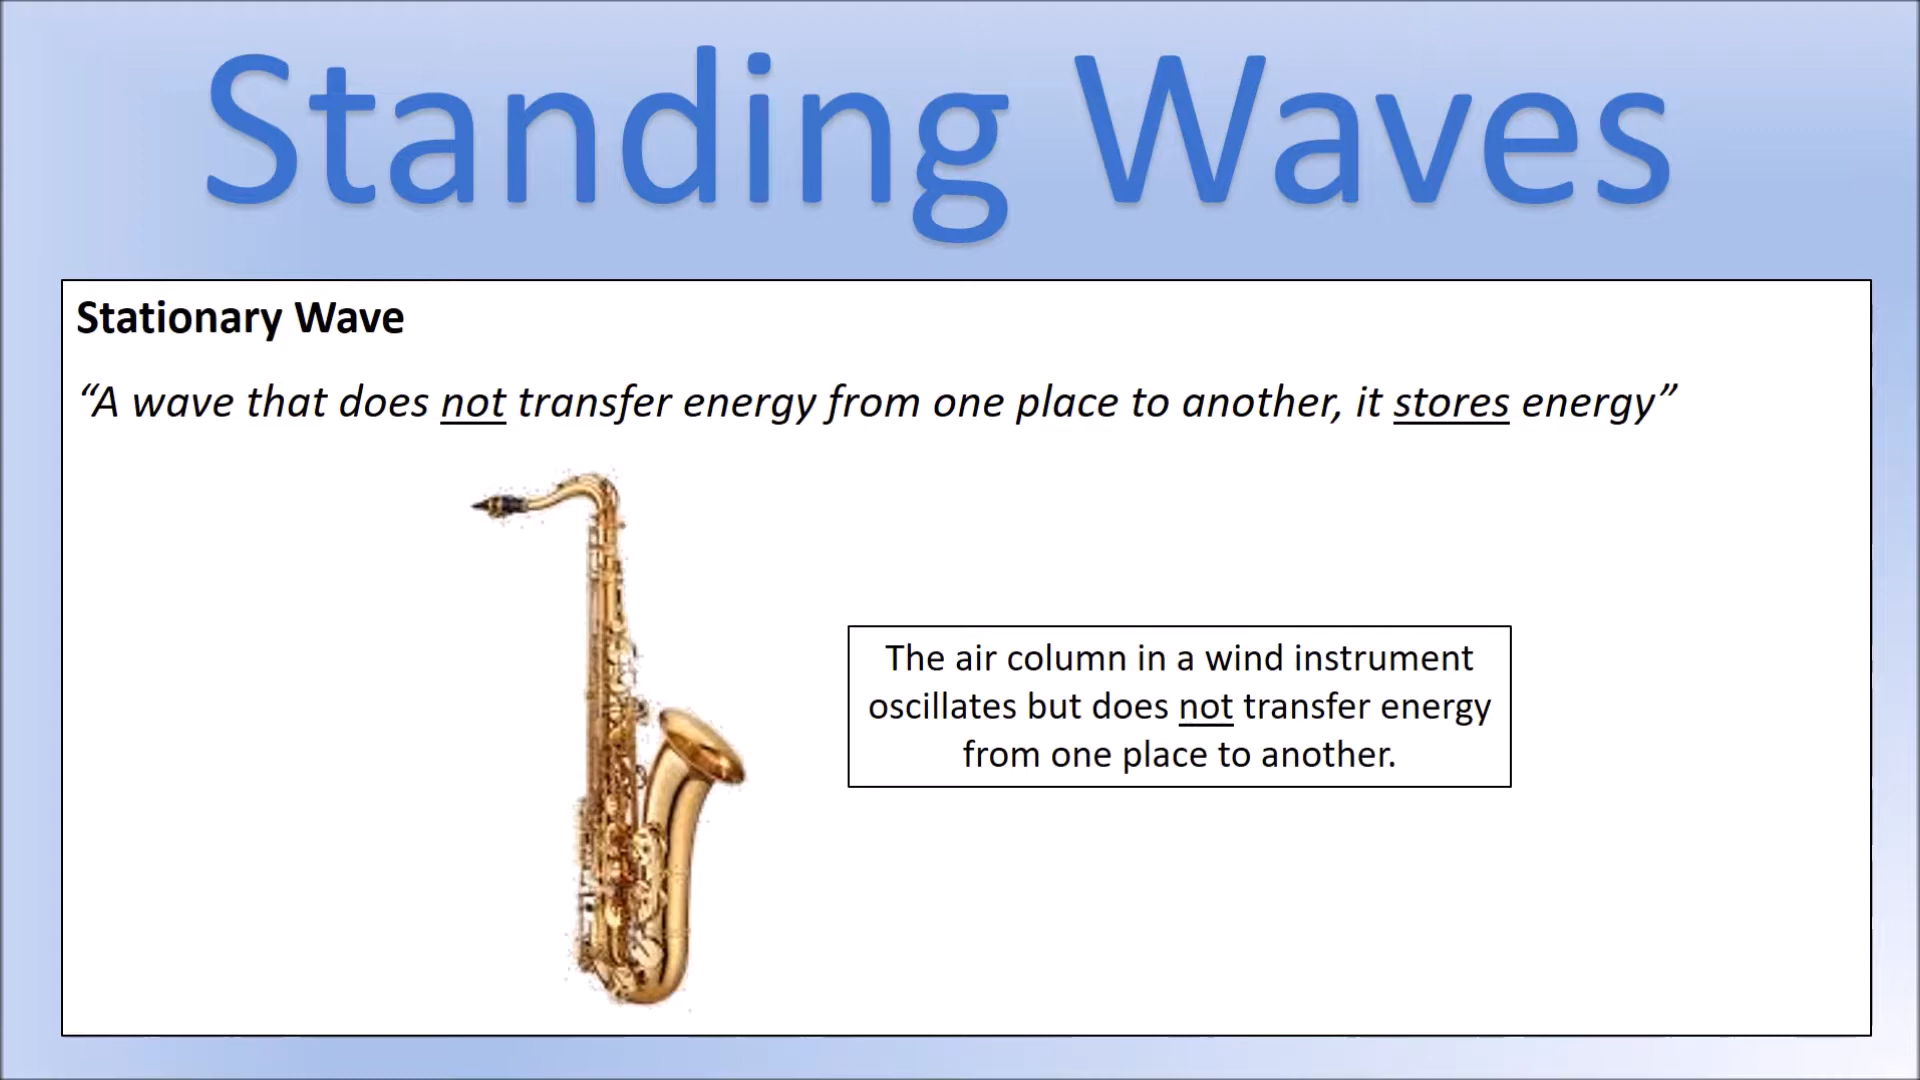 Standing Waves
Stationary Wave
“A wave that does not transfer energy from one place to another, it stores energy”
The air column in a wind instrument
oscillates but does not transfer energy
from one place to another.